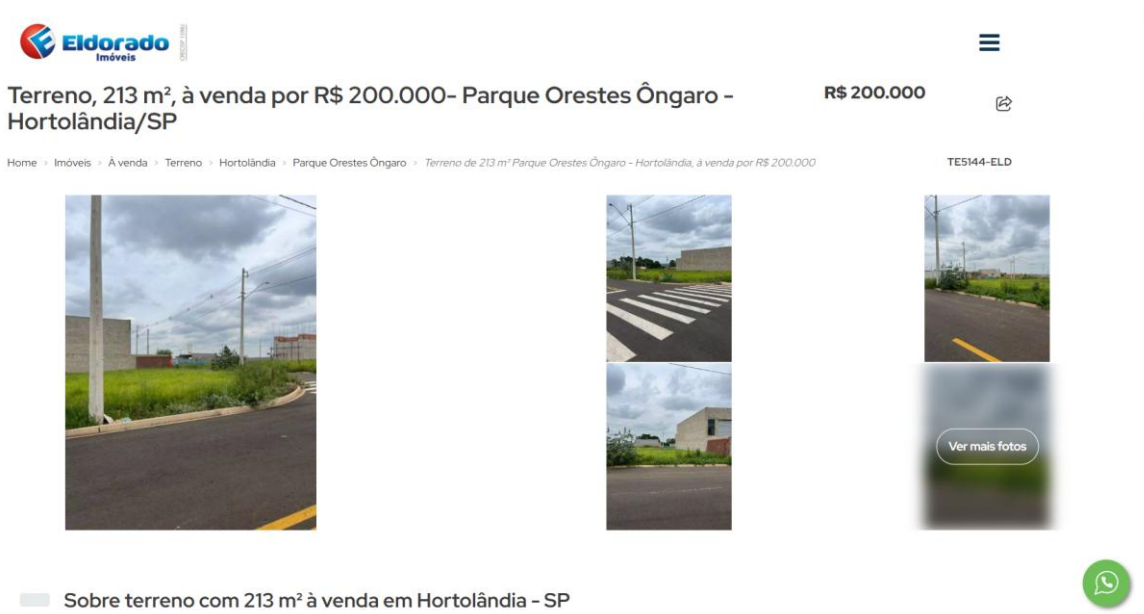 Eldorado
Imóveis
Terreno, 213 m², à venda por R$ 200.000- Parque Orestes Ôngaro -
Hortolândia/SP
R$ 200.000
Home > Imóveis > À venda > Terreno > Hortolândia > Parque Orestes Ôngaro > Terreno de 213 m² Parque Orestes Ôngaro - Hortolândia, à venda por R$ 200.000
TE5144-ELD
Ver mais fotos
Sobre terreno com 213 m² à venda em Hortolândia - SP